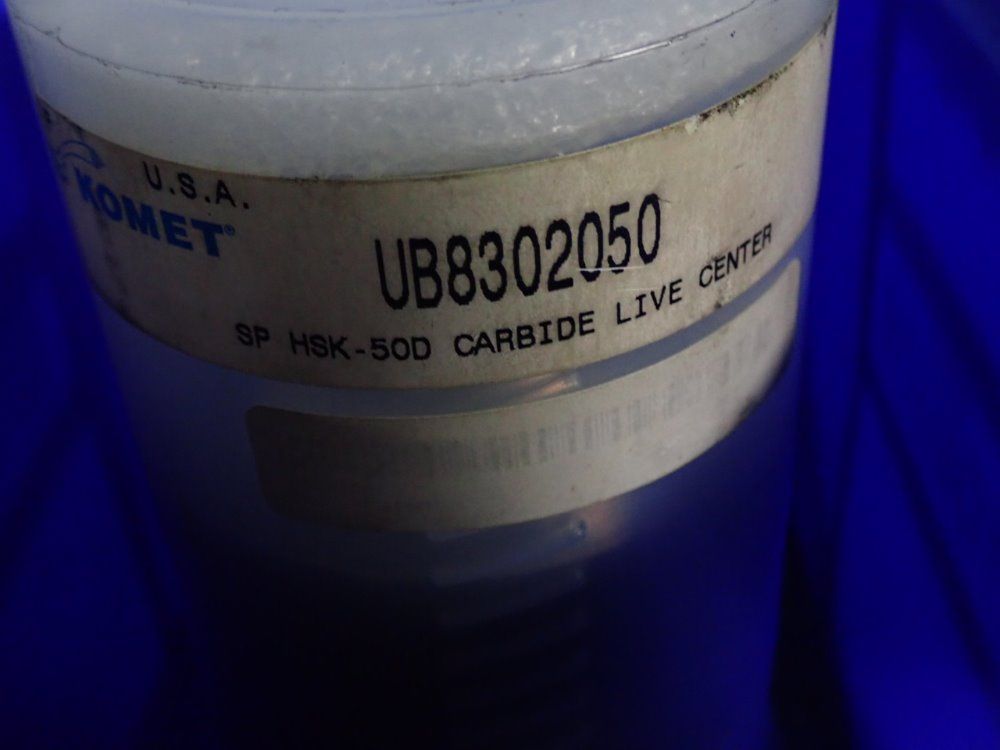 U.S.A.
KOMET®
UB8302050
SP HSK-50D CARBIDE LIVE CENTER